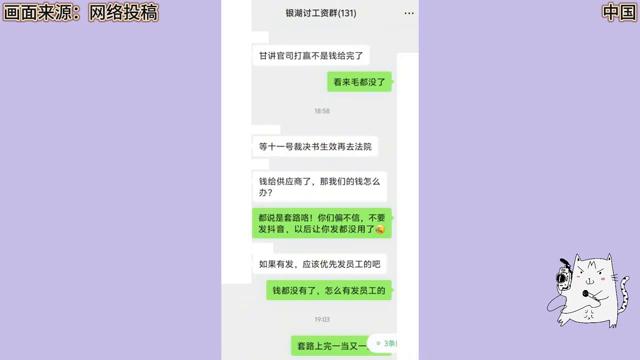 画面来源：网络投稿
中国
银湖讨工资群(131)
甘讲官司打赢不是钱给完了
看来毛都没了
18:58
等十一号裁决书生效再去法院
钱给供应商了，那我们的钱怎么
办？
都说是套路咯！你们偏不信，不要
发抖音，以后让你发都没用了
如果有发，应该优先发员工的吧
钱都没有了，怎么有发员工的
19:03
套路上完一当又一
3条